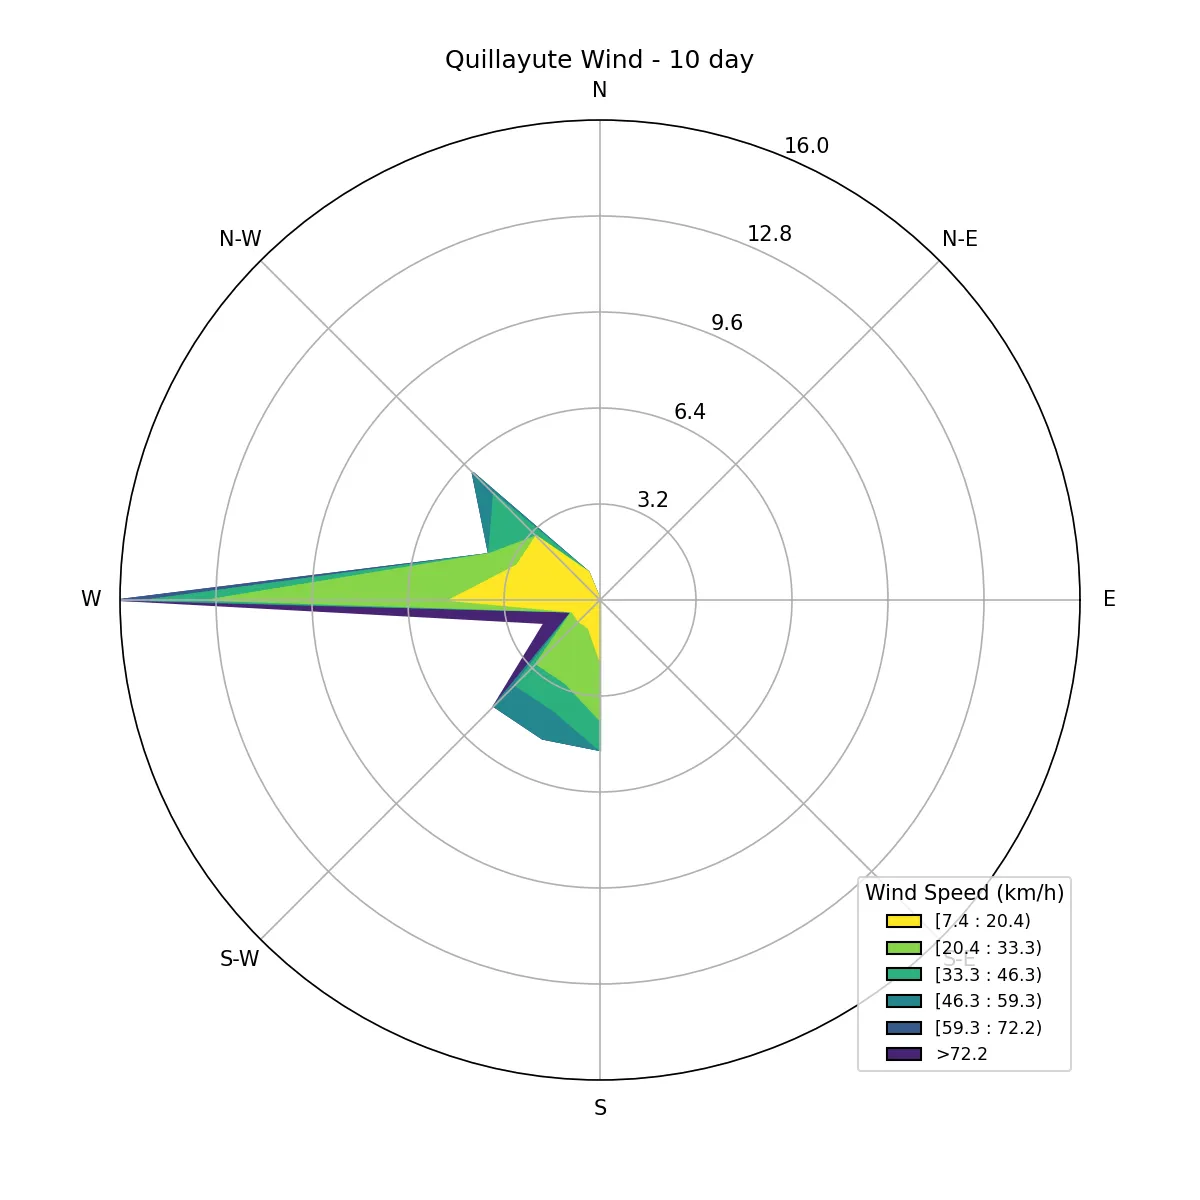 Quillayute Wind - 10 day
N
16.0
N-W
12.8
N-E
9.6
6.4
3.2
W
E
S-W
S-E
S
Wind Speed (km/h)
[7.4 : 20.4)
[20.4 : 33.3)
[33.3 : 46.3)
[46.3 : 59.3)
[59.3 : 72.2)
>72.2